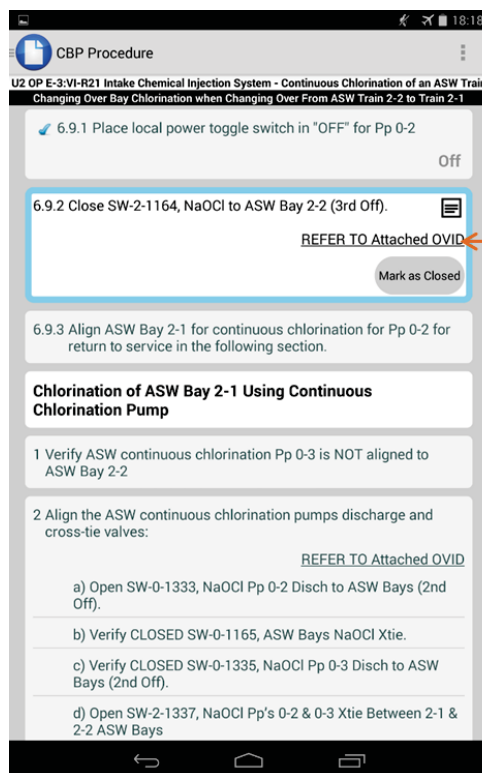 18:18
CBP Procedure
U2 OP E-3:VI-R21 Intake Chemical Injection System - Continuous Chlorination of an ASW Trai
Changing Over Bay Chlorination when Changing Over From ASW Train 2-2 to Train 2-1
6.9.1 Place local power toggle switch in "OFF" for Pp 0-2
Off
6.9.2 Close SW-2-1164, NaOCl to ASW Bay 2-2 (3rd Off).
REFER TO Attached OVID
Mark as Closed
6.9.3 Align ASW Bay 2-1 for continuous chlorination for Pp 0-2 for
return to service in the following section.
Chlorination of ASW Bay 2-1 Using Continuous
Chlorination Pump
1 Verify ASW continuous chlorination Pp 0-3 is NOT aligned to
ASW Bay 2-2
2 Align the ASW continuous chlorination pumps discharge and
cross-tie valves:
REFER TO Attached OVID
a) Open SW-0-1333, NaOCl Pp 0-2 Disch to ASW Bays (2nd
Off).
b) Verify CLOSED SW-0-1165, ASW Bays NaOCl Xtie.
c) Verify CLOSED SW-0-1335, NaOCl Pp 0-3 Disch to ASW
Bays (2nd Off).
d) Open SW-2-1337, NaOCl Pp's 0-2 & 0-3 Xtie Between 2-1 &
2-2 ASW Bays